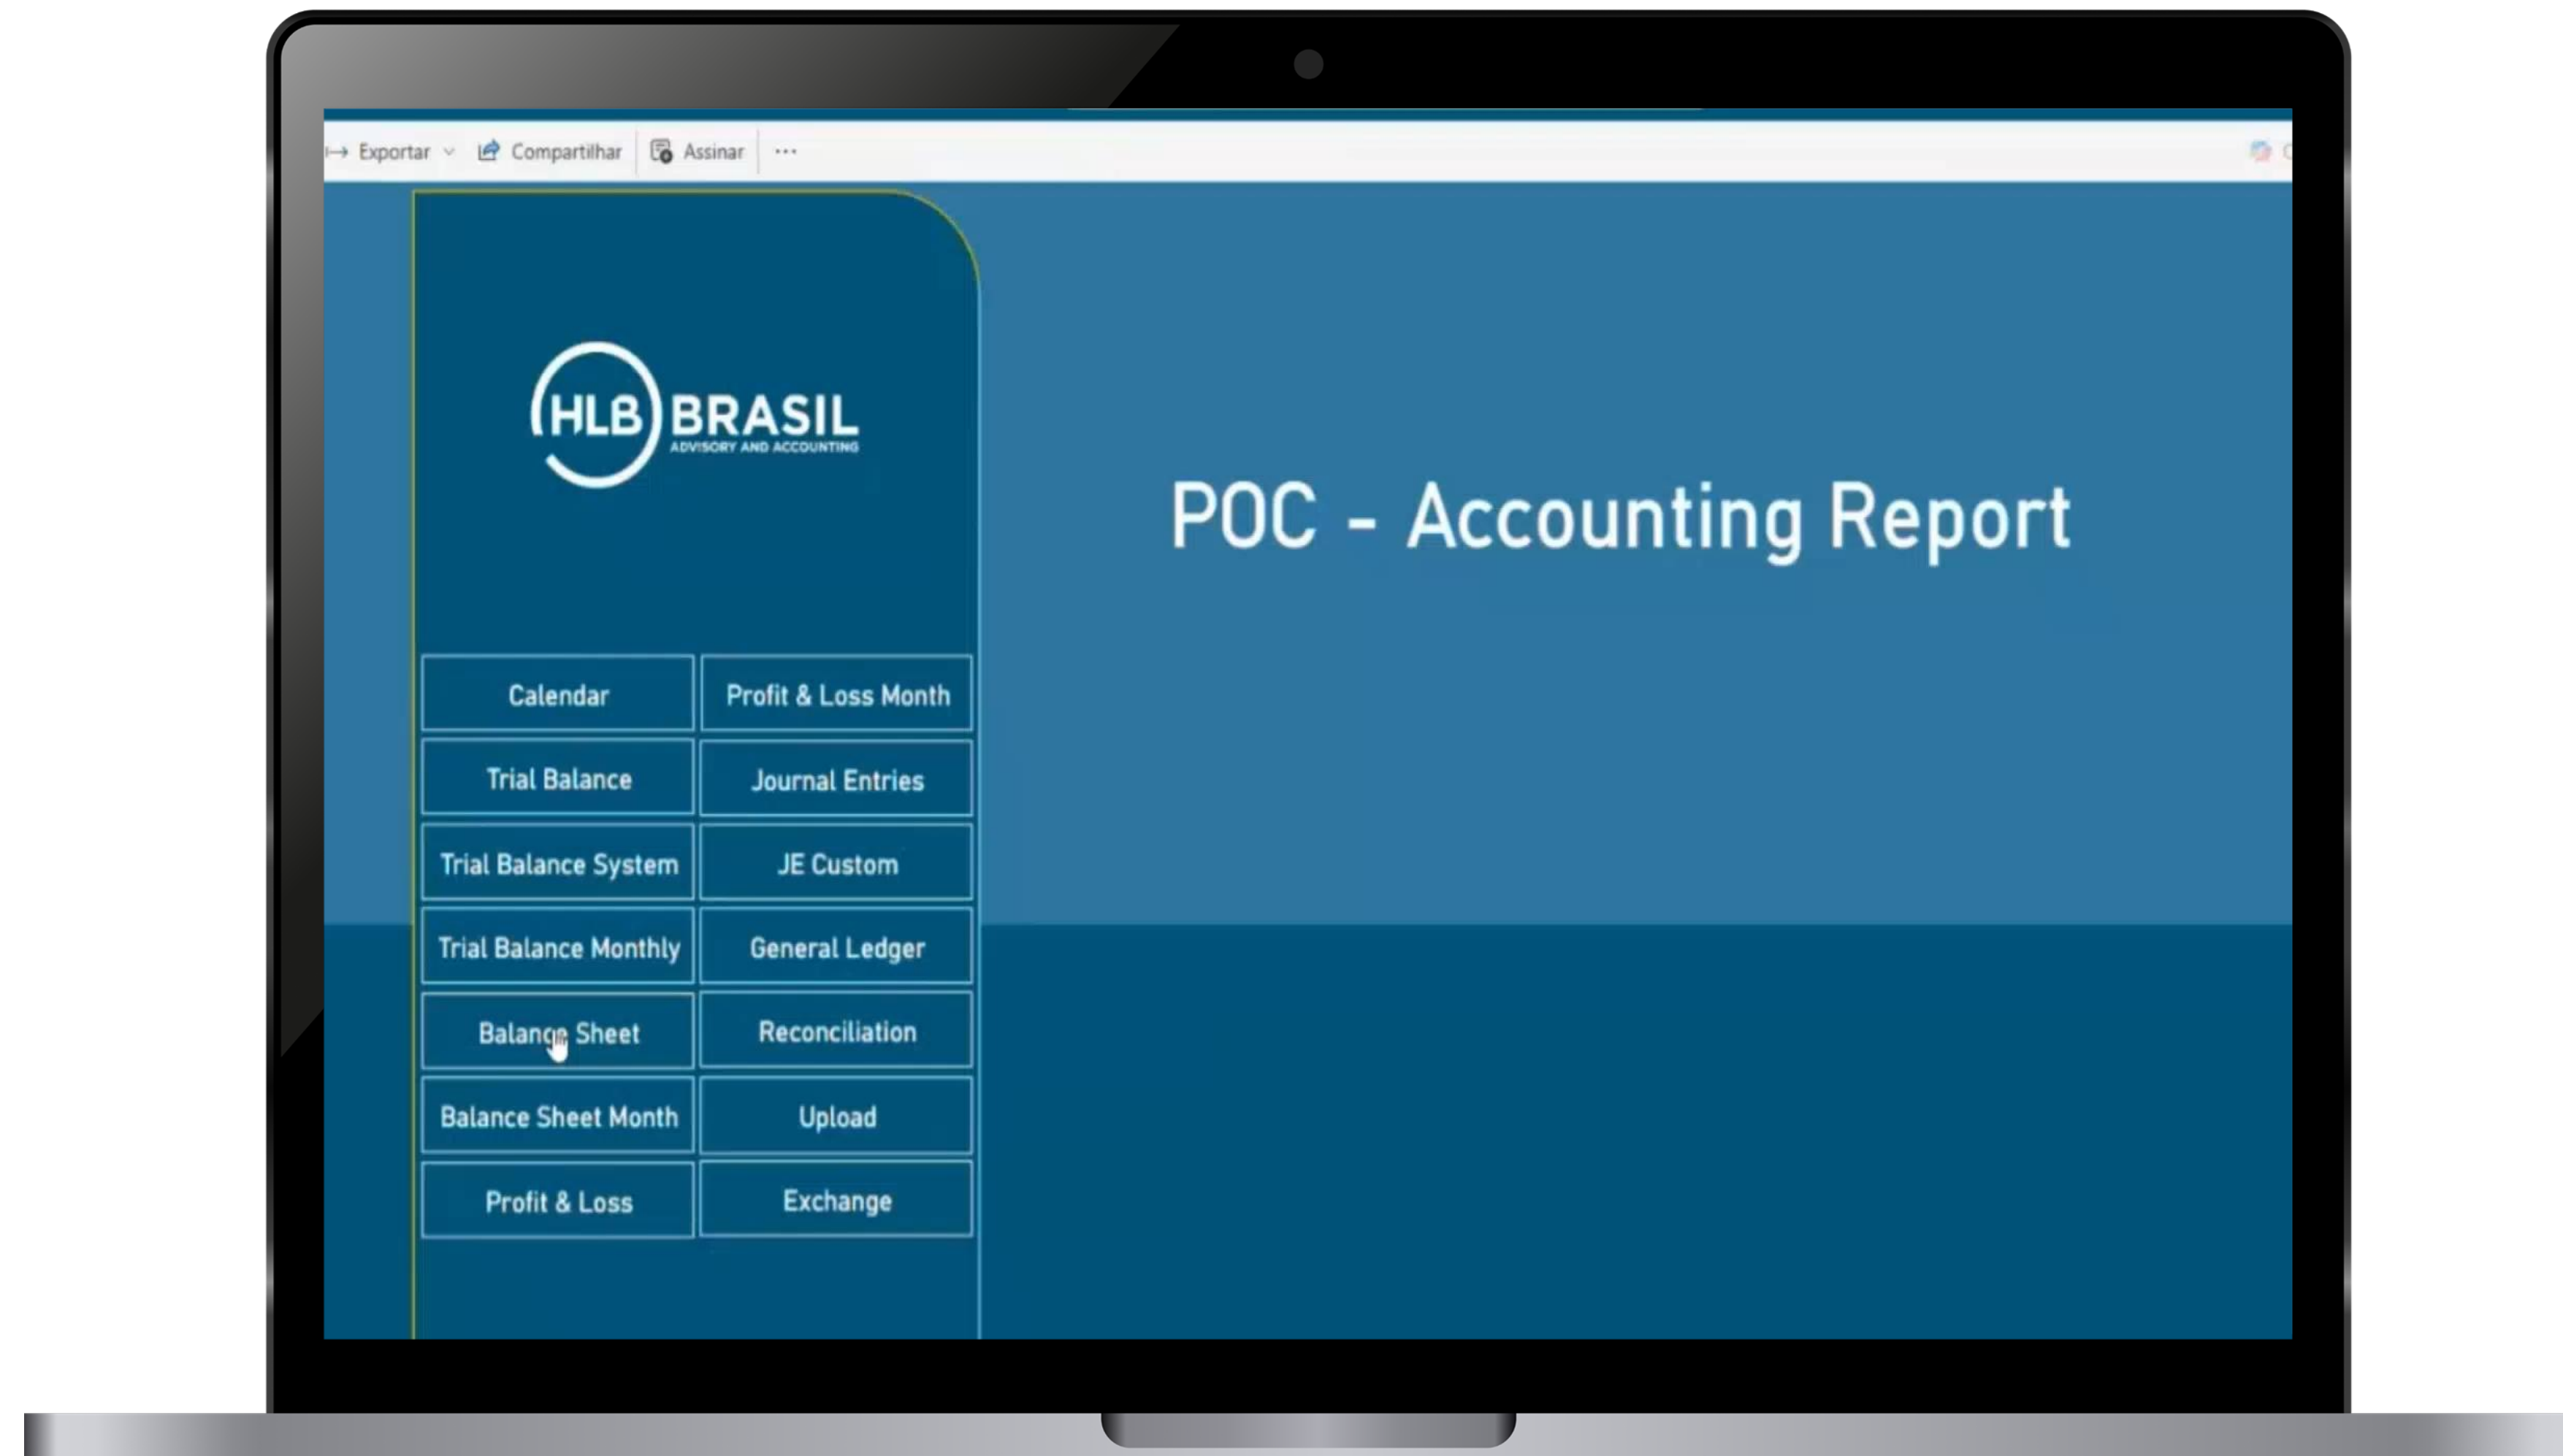 Exportar
Compartilhar
Assinar
HLB BRASIL
ADVISORY AND ACCOUNTING
POC - Accounting Report
Calendar
Profit & Loss Month
Trial Balance
Journal Entries
Trial Balance System
JE Custom
Trial Balance Monthly
General Ledger
Balance Sheet
Reconciliation
Balance Sheet Month
Upload
Profit & Loss
Exchange